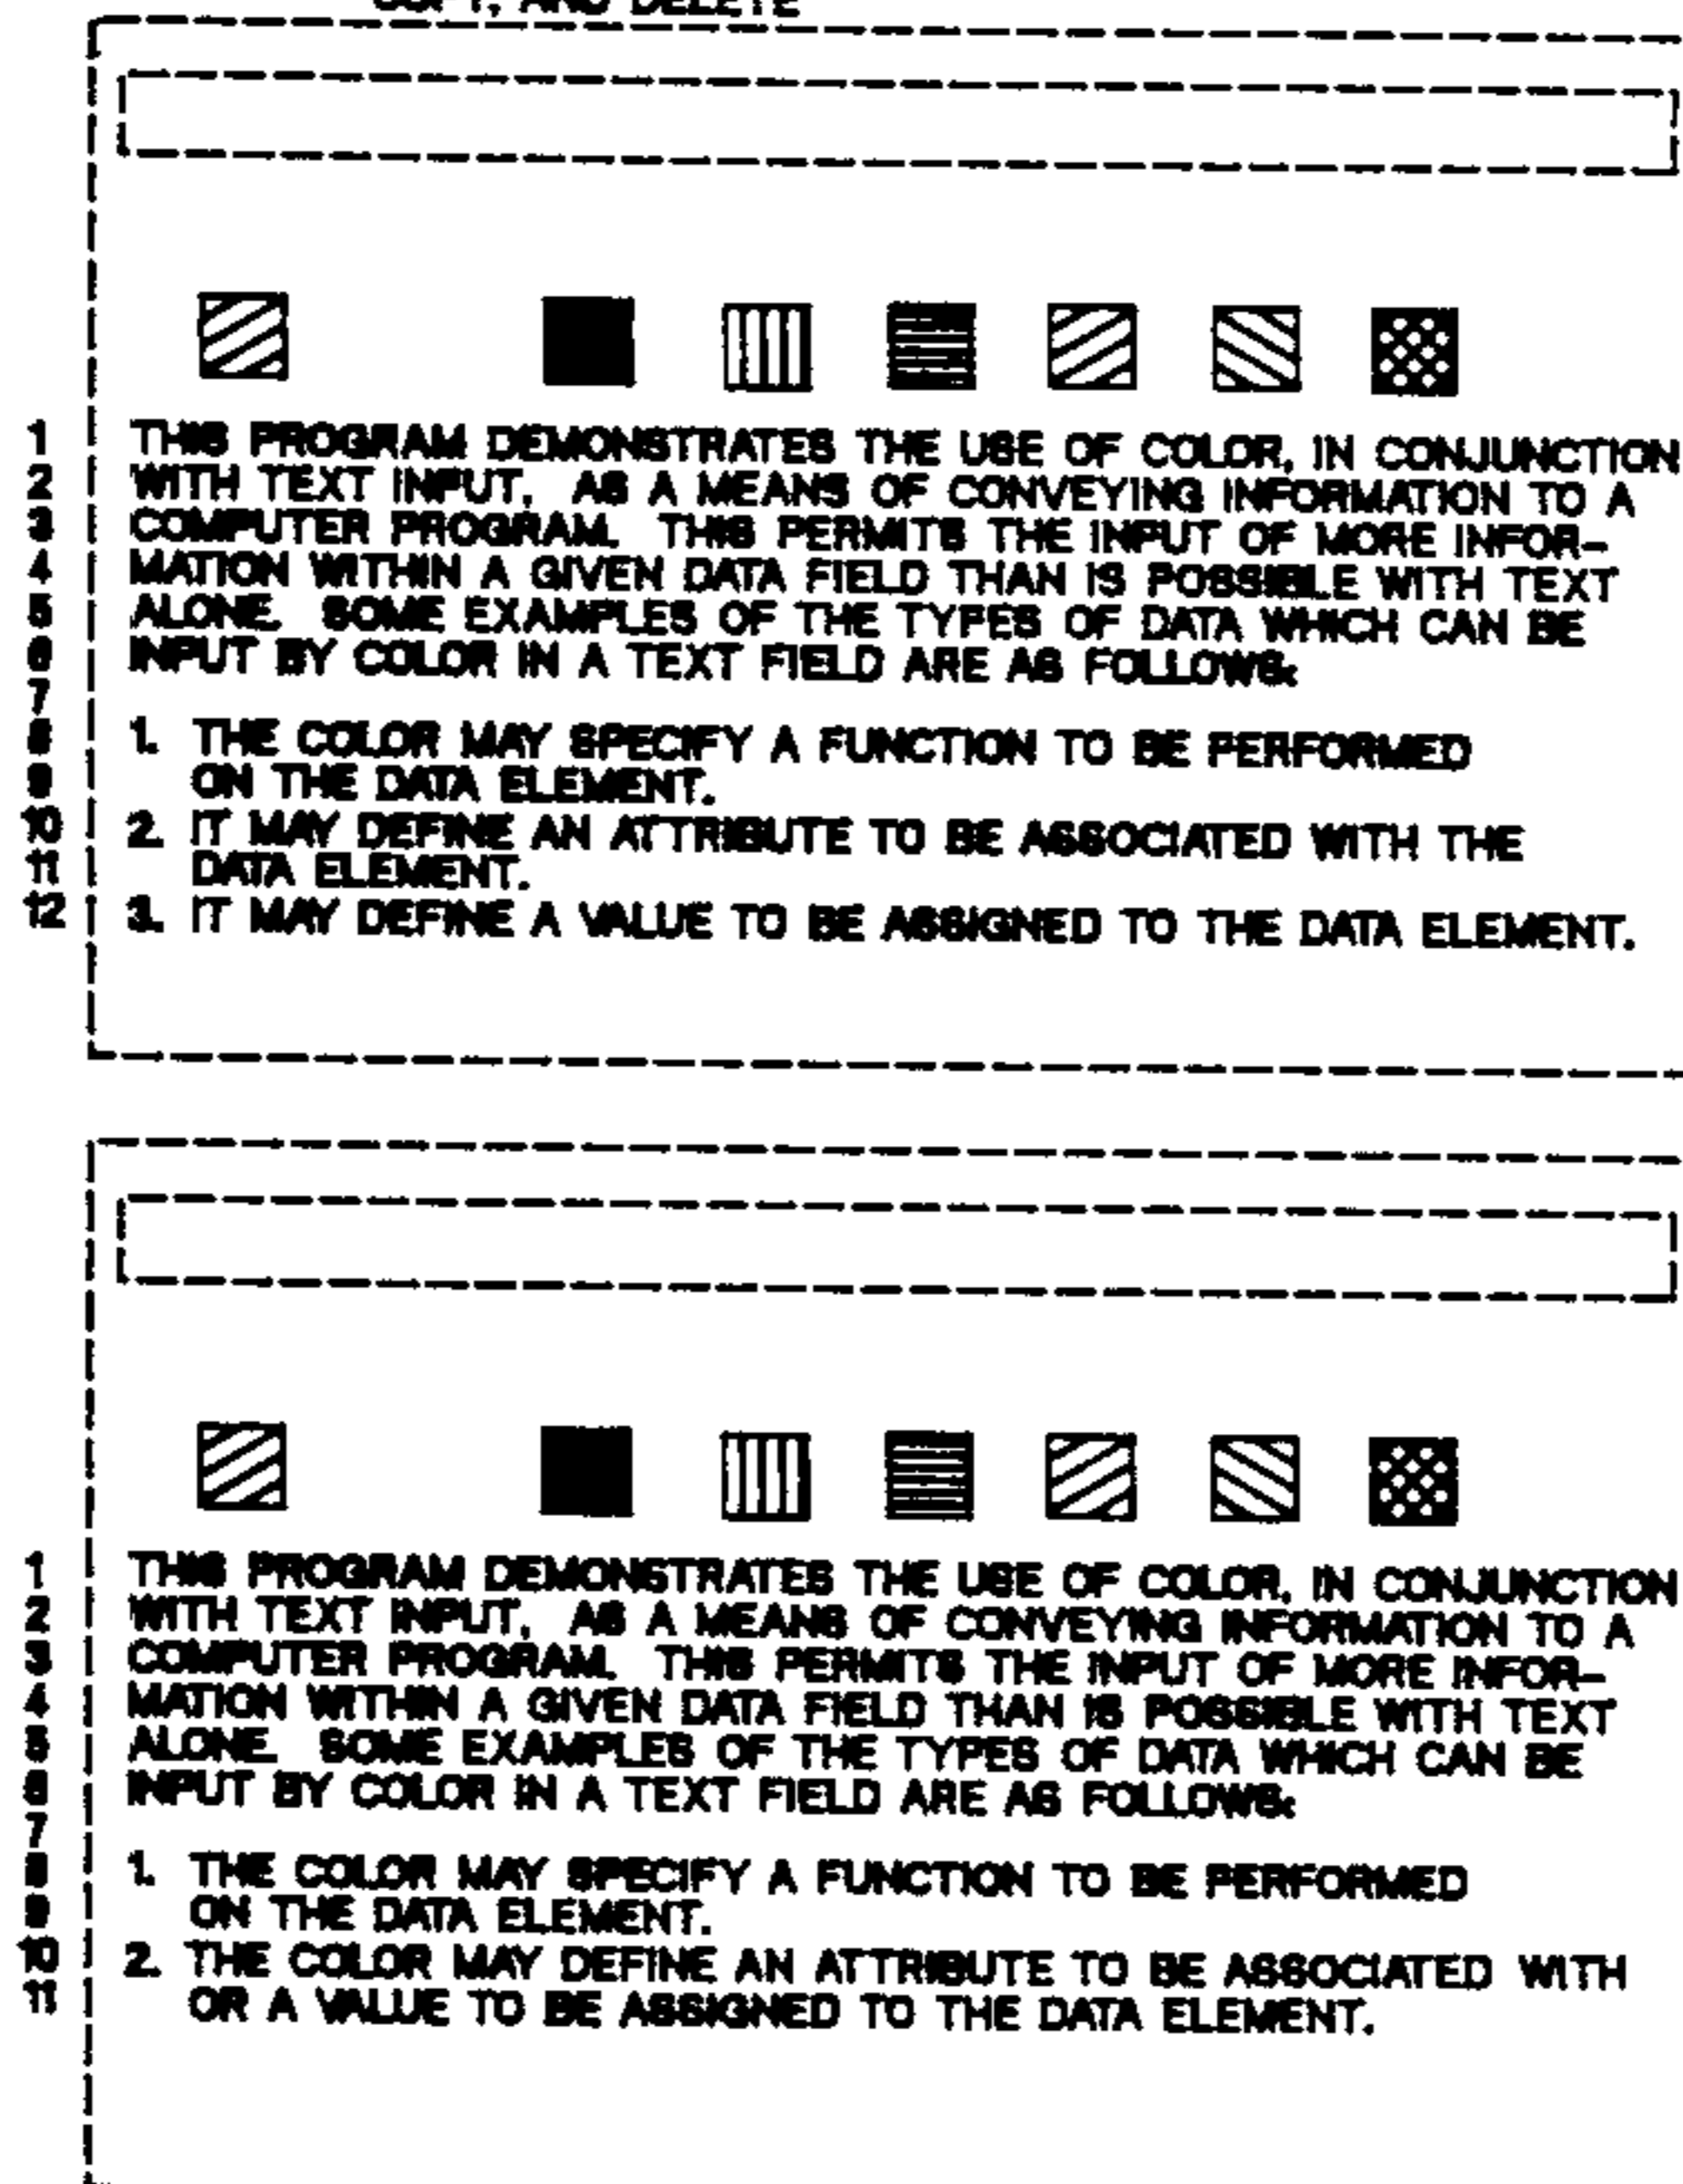 COPY, AND DELETE
1 THIS PROGRAM DEMONSTRATES THE USE OF COLOR, IN CONJUNCTION
2 WITH TEXT INPUT, AS A MEANS OF CONVEYING INFORMATION TO A
3 COMPUTER PROGRAM. THIS PERMITS THE INPUT OF MORE INFOR-
4 MATION WITHIN A GIVEN DATA FIELD THAN IS POSSIBLE WITH TEXT
5 ALONE. SOME EXAMPLES OF THE TYPES OF DATA WHICH CAN BE
6 INPUT BY COLOR IN A TEXT FIELD ARE AS FOLLOWS:
7
8 1. THE COLOR MAY SPECIFY A FUNCTION TO BE PERFORMED
9 ON THE DATA ELEMENT.
10 2. IT MAY DEFINE AN ATTRIBUTE TO BE ASSOCIATED WITH THE
11 DATA ELEMENT.
12 3. IT MAY DEFINE A VALUE TO BE ASSIGNED TO THE DATA ELEMENT.
1 THIS PROGRAM DEMONSTRATES THE USE OF COLOR, IN CONJUNCTION
2 WITH TEXT INPUT, AS A MEANS OF CONVEYING INFORMATION TO A
3 COMPUTER PROGRAM. THIS PERMITS THE INPUT OF MORE INFOR-
4 MATION WITHIN A GIVEN DATA FIELD THAN IS POSSIBLE WITH TEXT
5 ALONE. SOME EXAMPLES OF THE TYPES OF DATA WHICH CAN BE
6 INPUT BY COLOR IN A TEXT FIELD ARE AS FOLLOWS:
7
8 1. THE COLOR MAY SPECIFY A FUNCTION TO BE PERFORMED
9 ON THE DATA ELEMENT.
10 2. THE COLOR MAY DEFINE AN ATTRIBUTE TO BE ASSOCIATED WITH
11 OR A VALUE TO BE ASSIGNED TO THE DATA ELEMENT.